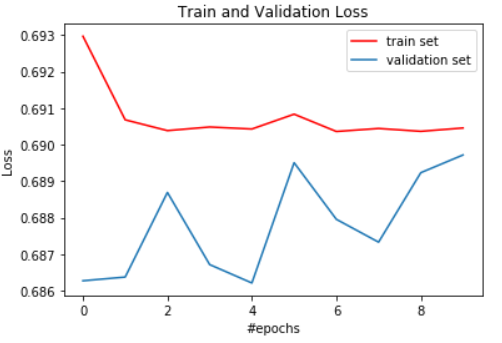 Train and Validation Loss
train set
validation set
0.693
0.692
0.691
0.690
0.689
0.688
0.687
0.686
Loss
0
2
4
6
8
#epochs